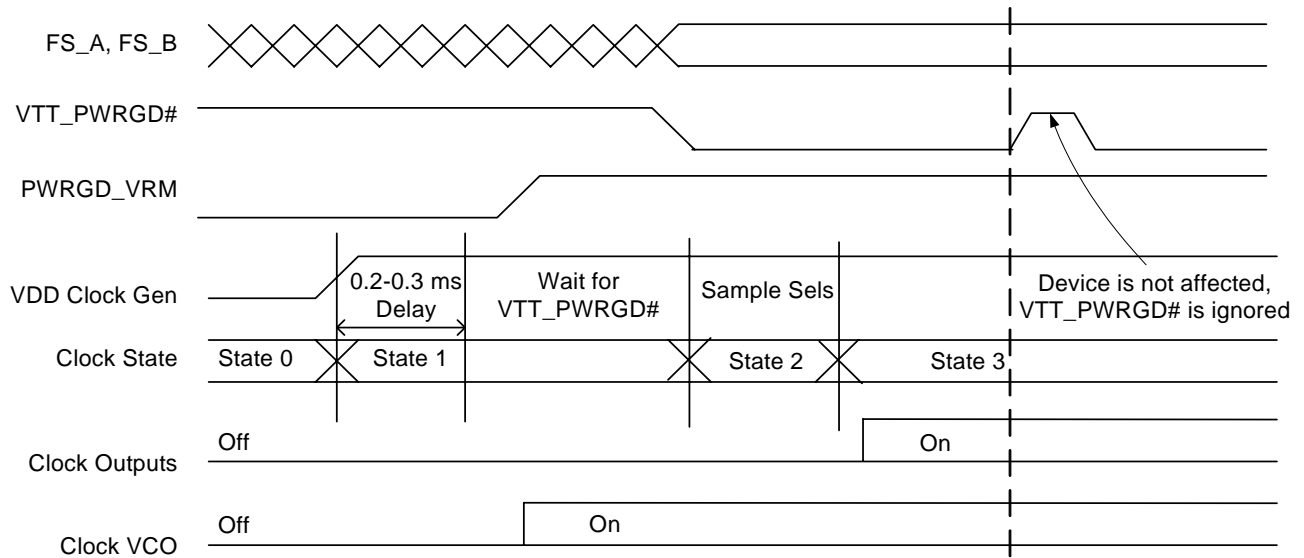 FS_A, FS_B
VTT_PWRGD#
PWRGD_VRM
VDD Clock Gen
0.2-0.3 ms
Delay
Wait for
VTT_PWRGD#
Sample Sels
Device is not affected,
VTT_PWRGD# is ignored
Clock State
State 0
State 1
State 2
State 3
Clock Outputs
Off
On
Clock VCO
Off
On